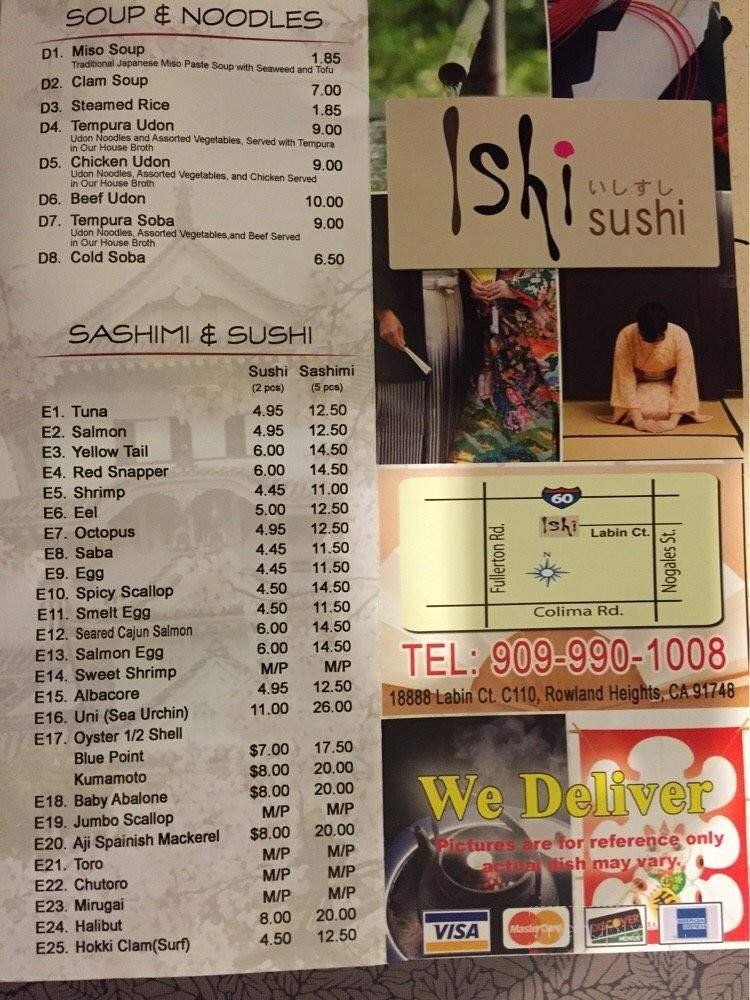 SOUP & NOODLES
D1. Miso Soup 1.85
Traditional Japanese Miso Paste Soup with Seaweed and Tofu
D2. Clam Soup 7.00
D3. Steamed Rice 1.85
D4. Tempura Udon 9.00
Udon Noodles and Assorted Vegetables, Served with Tempura
in Our House Broth
D5. Chicken Udon 9.00
Udon Noodles, Assorted Vegetables, and Chicken Served
in Our House Broth
D6. Beef Udon 10.00
D7. Tempura Soba 9.00
Udon Noodles, Assorted Vegetables,and Beef Served
in Our House Broth
D8. Cold Soba 6.50
SASHIMI & SUSHI
Sushi Sashimi
(2 pcs) (5 pcs)
E1. Tuna 4.95 12.50
E2. Salmon 4.95 12.50
E3. Yellow Tail 6.00 14.50
E4. Red Snapper 6.00 14.50
E5. Shrimp 4.45 11.00
E6. Eel 5.00 12.50
E7. Octopus 4.95 12.50
E8. Saba 4.45 11.50
E9. Egg 4.45 11.50
E10. Spicy Scallop 4.50 14.50
E11. Smelt Egg 4.50 11.50
E12. Seared Cajun Salmon 6.00 14.50
E13. Salmon Egg 6.00 14.50
E14. Sweet Shrimp M/P M/P
E15. Albacore 4.95 12.50
E16. Uni (Sea Urchin) 11.00 26.00
E17. Oyster 1/2 Shell
Blue Point $7.00 17.50
Kumamoto $8.00 20.00
E18. Baby Abalone $8.00 20.00
E19. Jumbo Scallop M/P M/P
E20. Aji Spainish Mackerel $8.00 20.00
E21. Toro M/P M/P
E22. Chutoro M/P M/P
E23. Mirugai M/P M/P
E24. Halibut 8.00 20.00
E25. Hokki Clam(Surf) 4.50 12.50
Ishi
いしすし
sushi
60
Ishi
Labin Ct.
Fullerton Rd.
Nogales St.
N
Colima Rd.
TEL: 909-990-1008
18888 Labin Ct. C110, Rowland Heights, CA 91748
We Deliver
Pictures are for reference only
actual dish may vary.
VISA
MasterCard
DISCOVER
NOVUS
AMERICAN
EXPRESS